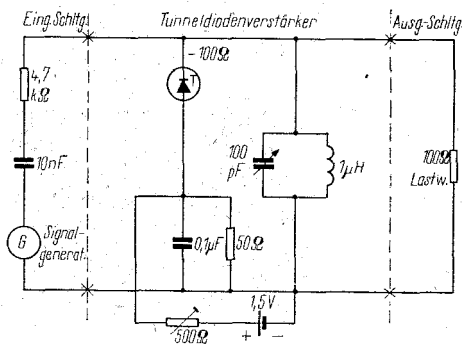 Eing.Schltg.
Tunneldiodenverstärker
Ausg-Schltg.
-100Ω
T
4,7
kΩ
10nF
100
pF
1µH
100Ω
Lastw.
G
Signal-
generat.
0,1µF
50Ω
1,5V
+ -
500Ω